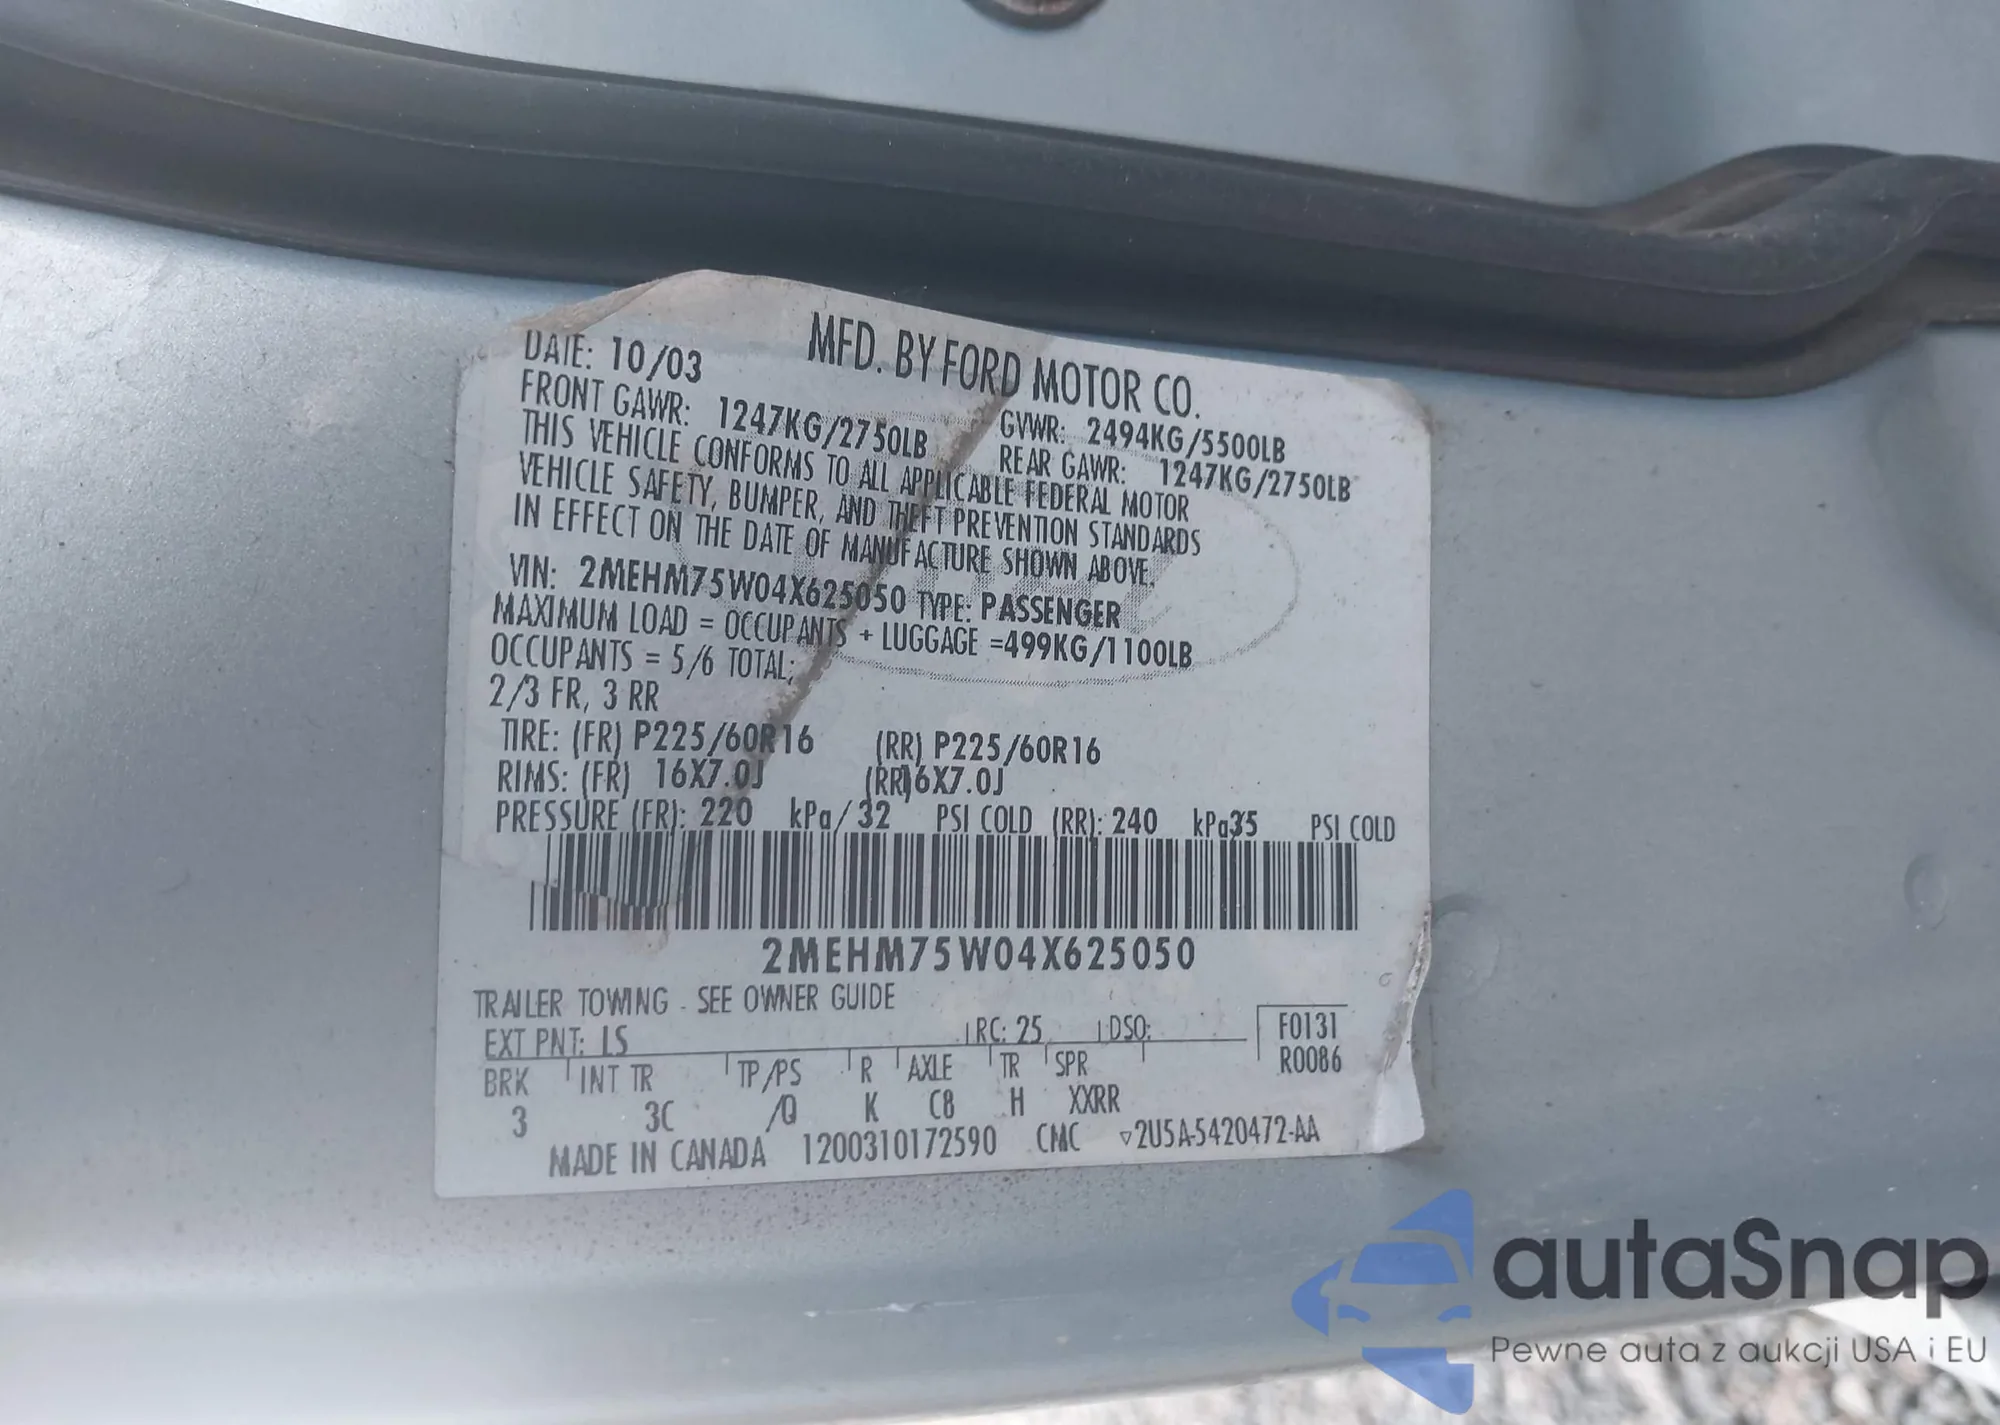 MFD. BY FORD MOTOR CO.
DATE: 10/03
GVWR: 2494KG/5500LB
FRONT GAWR: 1247KG/2750LB
REAR GAWR: 1247KG/2750LB
THIS VEHICLE CONFORMS TO ALL APPLICABLE FEDERAL MOTOR
VEHICLE SAFETY, BUMPER, AND THEFT PREVENTION STANDARDS
IN EFFECT ON THE DATE OF MANUFACTURE SHOWN ABOVE.
VIN: 2MEHM75W04X625050 TYPE: PASSENGER
MAXIMUM LOAD = OCCUPANTS + LUGGAGE =499KG/1100LB
OCCUPANTS = 5/6 TOTAL;
2/3 FR, 3 RR
TIRE: (FR) P225/60R16 (RR) P225/60R16
RIMS: (FR) 16X7.0J (RR)16X7.0J
PRESSURE (FR): 220 kPa/32 PSI COLD (RR): 240 kPa/35 PSI COLD
2MEHM75W04X625050
TRAILER TOWING - SEE OWNER GUIDE
EXT PNT: LS RC: 25 DSO: F0131
R0086
BRK INT TR TP/PS R AXLE TR SPR
3 3C /Q K C8 H XXRR
MADE IN CANADA 1200310172590 CMC ▽2U5A-5420472-AA
autaSnap
Pewne auta z aukcji USA i EU